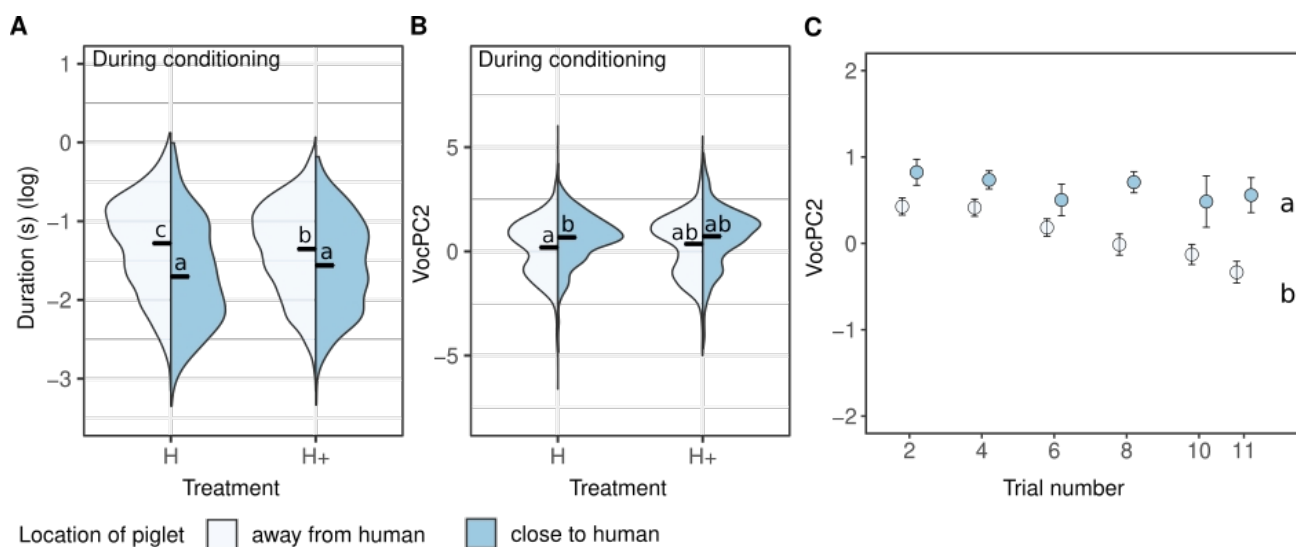 A
During conditioning
Duration (s) (log)
1
0
−1
−2
−3
c
a
b
a
H
H+
Treatment
B
During conditioning
VocPC2
5
0
−5
a
b
ab
ab
H
H+
Treatment
C
VocPC2
2
1
0
−1
−2
a
b
2
4
6
8
10
11
Trial number
Location of piglet
away from human
close to human